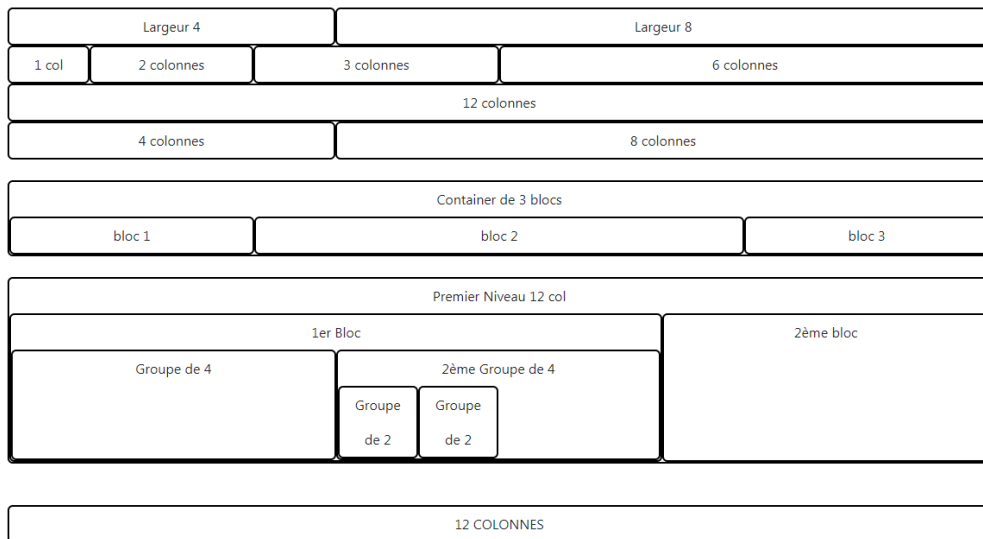 Largeur 4 Largeur 8
1 col 2 colonnes 3 colonnes 6 colonnes
12 colonnes
4 colonnes 8 colonnes
Container de 3 blocs
bloc 1 bloc 2 bloc 3
Premier Niveau 12 col
1er Bloc 2ème bloc
Groupe de 4 2ème Groupe de 4
Groupe Groupe
de 2 de 2
12 COLONNES